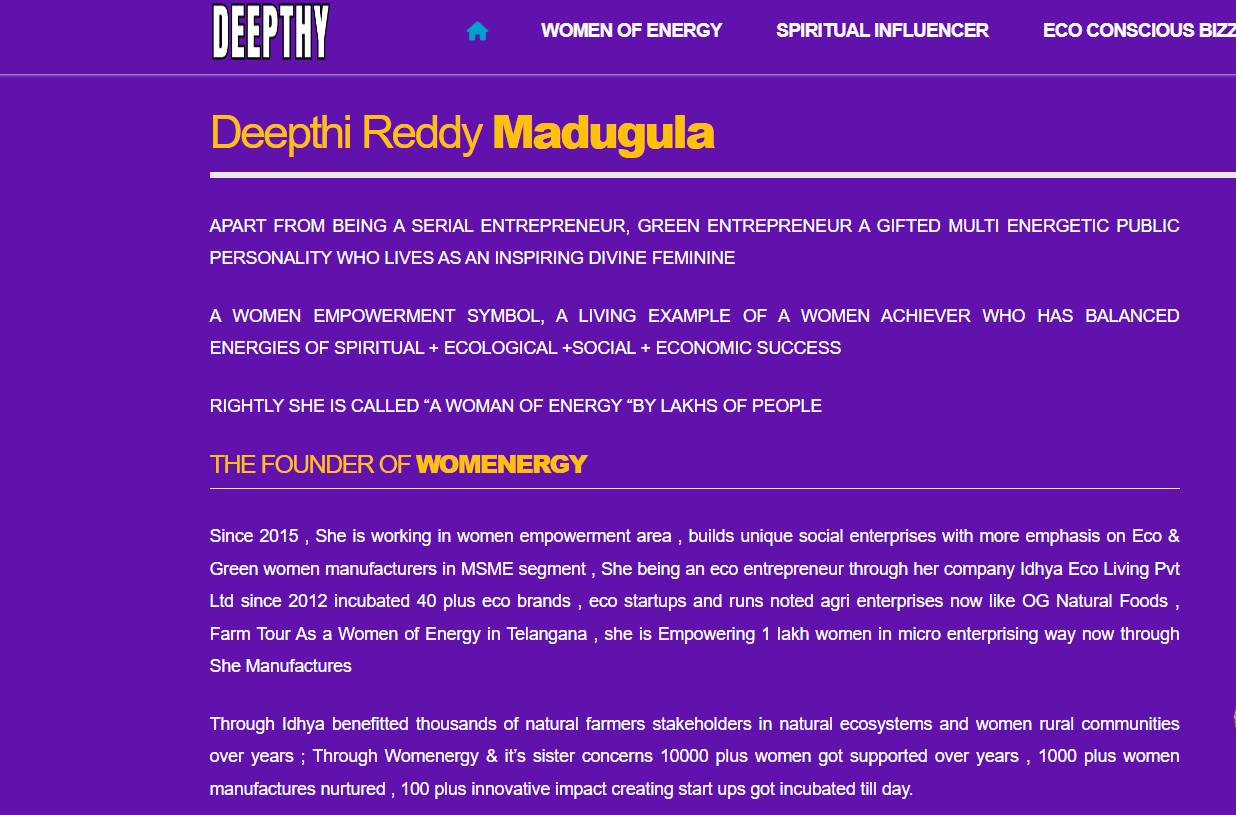 DEEPTHY
WOMEN OF ENERGY
SPIRITUAL INFLUENCER
ECO CONSCIOUS BIZZ
Deepthi Reddy Madugula
APART FROM BEING A SERIAL ENTREPRENEUR, GREEN ENTREPRENEUR A GIFTED MULTI ENERGETIC PUBLIC
PERSONALITY WHO LIVES AS AN INSPIRING DIVINE FEMININE
A WOMEN EMPOWERMENT SYMBOL, A LIVING EXAMPLE OF A WOMEN ACHIEVER WHO HAS BALANCED
ENERGIES OF SPIRITUAL + ECOLOGICAL +SOCIAL + ECONOMIC SUCCESS
RIGHTLY SHE IS CALLED “A WOMAN OF ENERGY “BY LAKHS OF PEOPLE
THE FOUNDER OF WOMENERGY
Since 2015 , She is working in women empowerment area , builds unique social enterprises with more emphasis on Eco &
Green women manufacturers in MSME segment , She being an eco entrepreneur through her company Idhya Eco Living Pvt
Ltd since 2012 incubated 40 plus eco brands , eco startups and runs noted agri enterprises now like OG Natural Foods ,
Farm Tour As a Women of Energy in Telangana , she is Empowering 1 lakh women in micro enterprising way now through
She Manufactures
Through Idhya benefitted thousands of natural farmers stakeholders in natural ecosystems and women rural communities
over years ; Through Womenergy & it’s sister concerns 10000 plus women got supported over years , 1000 plus women
manufactures nurtured , 100 plus innovative impact creating start ups got incubated till day.